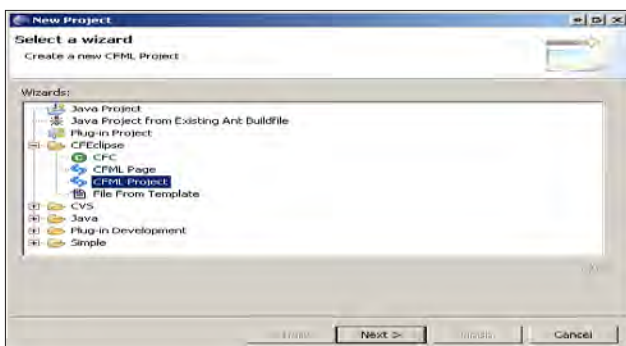 New Project
Select a wizard
Create a new CFML Project
Wizards:
Java Project
Java Project from Existing Ant Buildfile
Plug-in Project
CFEclipse
CFC
CFML Page
CFML Project
File From Template
CVS
Java
Plug-in Development
Simple
Next >
Cancel